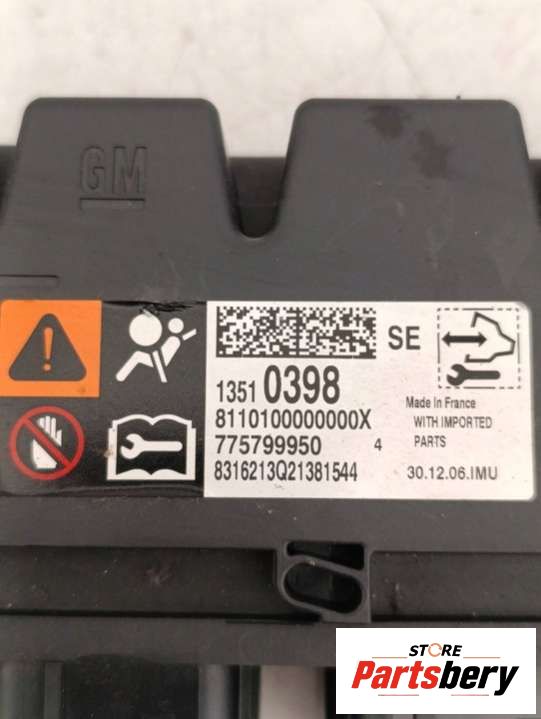 GM
SE
1351 0398
8110100000000X
775799950 4
8316213Q21381544
Made In France
WITH IMPORTED
PARTS
30.12.06.IMU
STORE
Partsbery